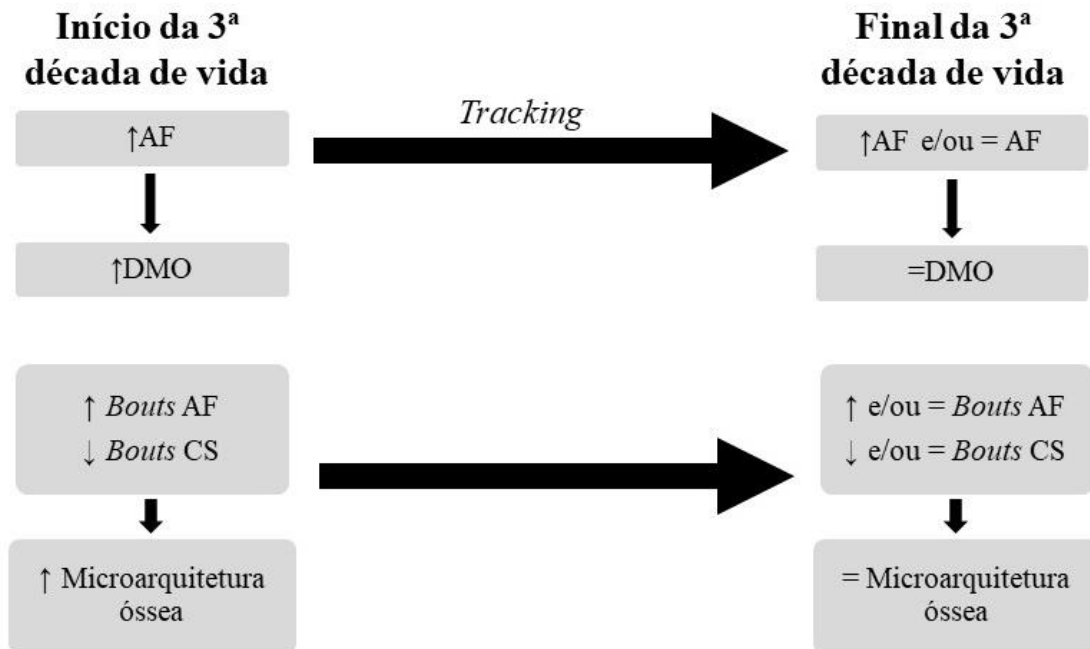 Início da 3ª
década de vida
Final da 3ª
década de vida
Tracking
↑AF
↑AF e/ou = AF
↑DMO
=DMO
↑ Bouts AF
↓ Bouts CS
↑ e/ou = Bouts AF
↓ e/ou = Bouts CS
↑ Microarquitetura
óssea
= Microarquitetura
óssea